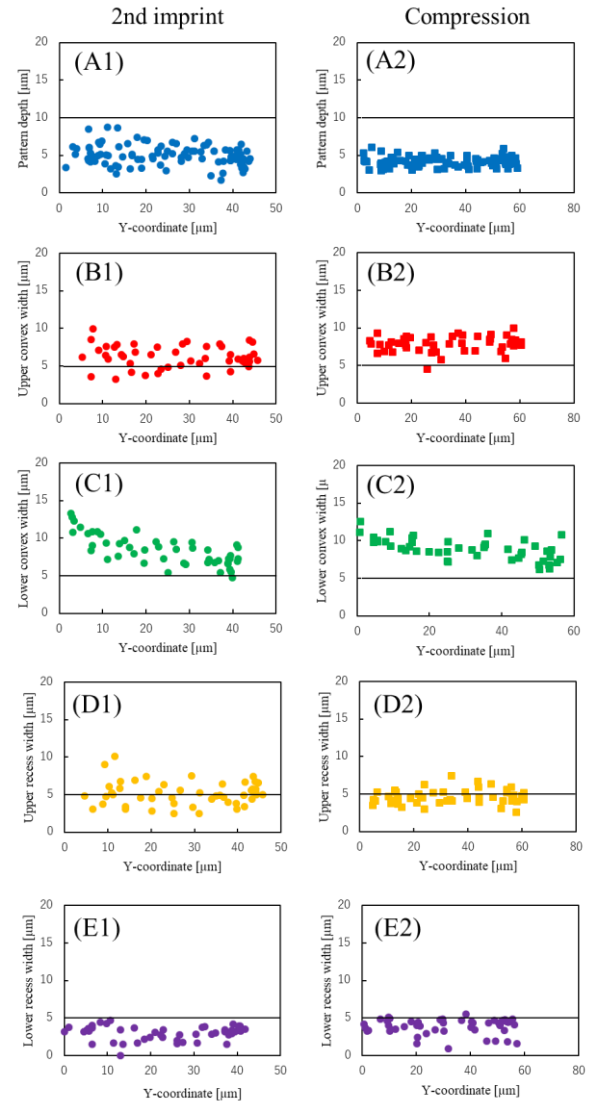 2nd imprint
Compression
(A1)
Pattern depth [μm]
20
15
10
5
0
0 10 20 30 40 50
Y-coordinate [μm]
(A2)
Pattern depth [μm]
20
15
10
5
0
0 20 40 60 80
Y-coordinate [μm]
(B1)
Upper convex width [μm]
20
15
10
5
0
0 10 20 30 40 50
Y-coordinate [μm]
(B2)
Upper convex width [μm]
20
15
10
5
0
0 20 40 60 80
Y-coordinate [μm]
(C1)
Lower convex width [μm]
20
15
10
5
0
0 10 20 30 40 50
Y-coordinate [μm]
(C2)
Lower convex width [μ
20
15
10
5
0
0 20 40 60
Y-coordinate [μm]
(D1)
Upper recess width [μm]
20
15
10
5
0
0 10 20 30 40 50
Y-coordinate [μm]
(D2)
Upper recess width [μm]
20
15
10
5
0
0 20 40 60 80
Y-coordinate [μm]
(E1)
Lower recess width [μm]
20
15
10
5
0
0 10 20 30 40 50
Y-coordinate [μm]
(E2)
Lower recess width [μm]
20
15
10
5
0
0 20 40 60 80
Y-coordinate [μm]